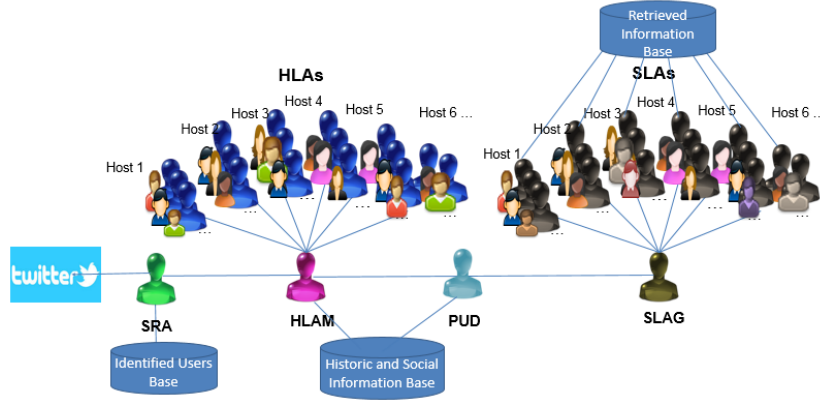 Retrieved
Information
Base
HLAs
SLAs
Host 1
Host 2
Host 3
Host 4
Host 5
Host 6 ...
...
...
...
...
...
...
Host 1
Host 2
Host 3
Host 4
Host 5
Host 6 ...
...
...
...
...
...
...
twitter
SRA
HLAM
PUD
SLAG
Identified Users
Base
Historic and Social
Information Base